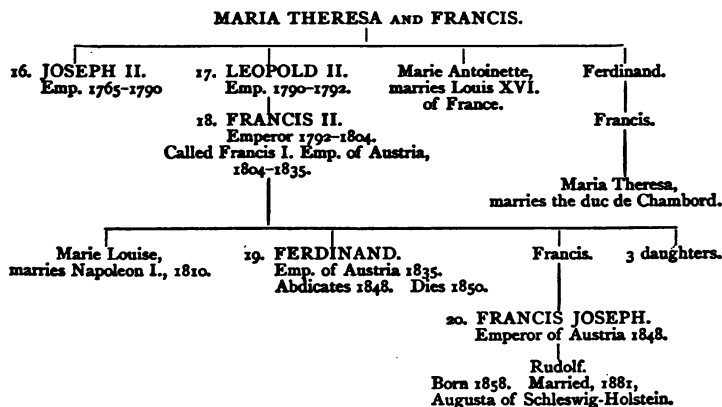 MARIA THERESA AND FRANCIS.
16. JOSEPH II.
Emp. 1765–1790
17. LEOPOLD II.
Emp. 1790–1792.
Marie Antoinette,
marries Louis XVI.
of France.
Ferdinand.
18. FRANCIS II.
Emperor 1792–1804.
Called Francis I. Emp. of Austria,
1804–1835.
Francis.
Maria Theresa,
marries the duc de Chambord.
Marie Louise,
marries Napoleon I., 1810.
19. FERDINAND.
Emp. of Austria 1835.
Abdicates 1848. Dies 1850.
Francis.
3 daughters.
20. FRANCIS JOSEPH.
Emperor of Austria 1848.
Rudolf.
Born 1858. Married, 1881,
Augusta of Schleswig-Holstein.